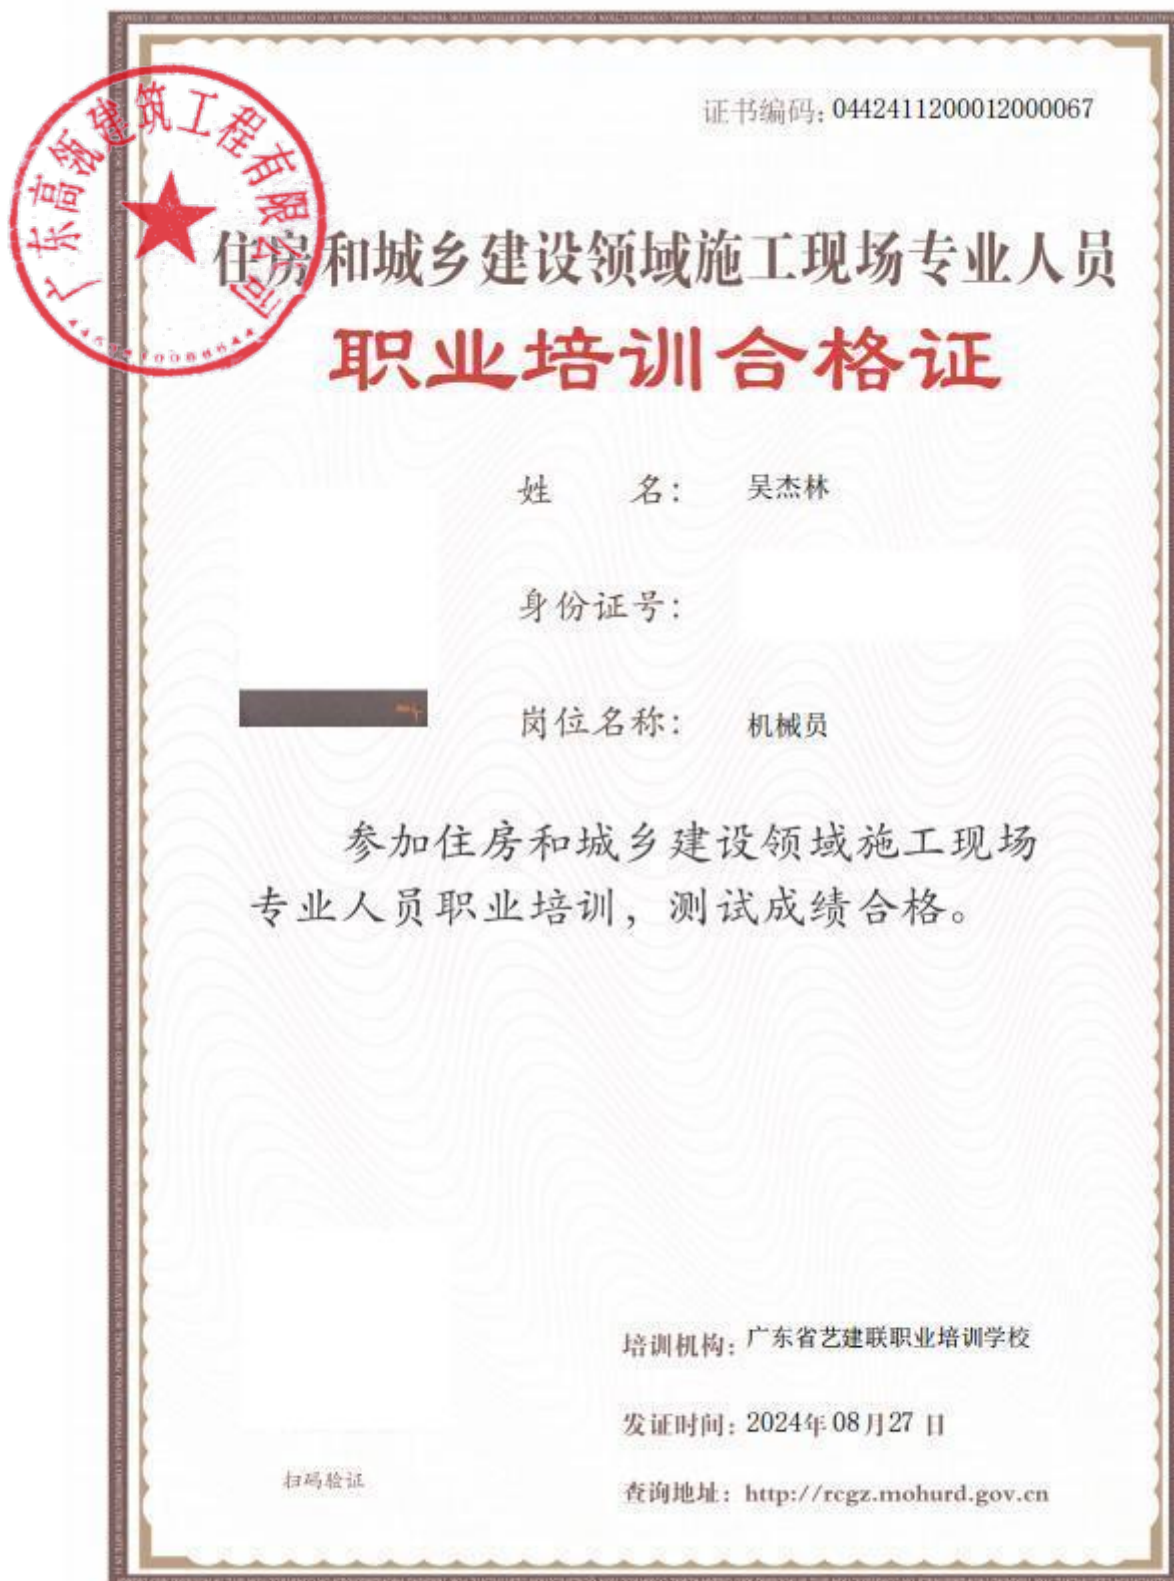 证书编码: 0442411200012000067
广东高瓴建筑工程有限公司
住房和城乡建设领域施工现场专业人员
职业培训合格证
姓 名: 吴杰林
身份证号:
岗位名称: 机械员
参加住房和城乡建设领域施工现场
专业人员职业培训，测试成绩合格。
培训机构: 广东省艺建联职业培训学校
发证时间: 2024年08月27日
扫码验证
查询地址: http://rcgz.mohurd.gov.cn